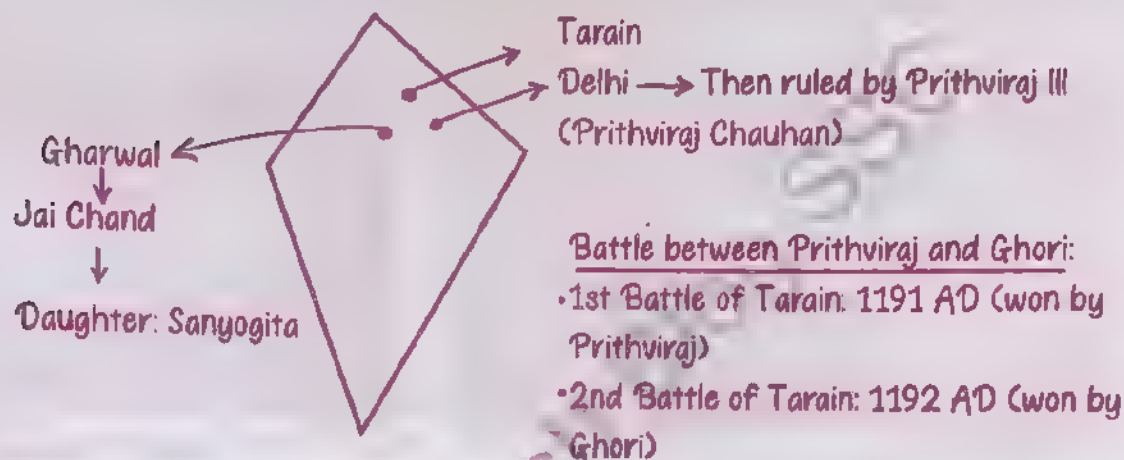 Tarain
Delhi → Then ruled by Prithviraj III
(Prithviraj Chauhan)
Gharwal
Jai Chand
Daughter: Sanyogita
Battle between Prithviraj and Ghori:
•1st Battle of Tarain: 1191 AD (won by
Prithviraj)
•2nd Battle of Tarain: 1192 AD (won by
Ghori)